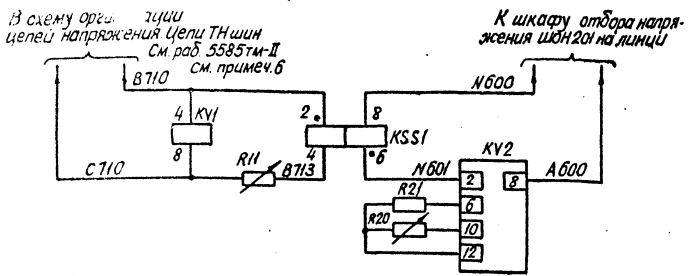 В схему организации
цепей напряжения Цепи ТН шин
См. раб. 5585тм-II
См. примеч. 6
К шкафу отбора напря-
жения ШОН 201 на линии
В710
N600
2
8
4
KV1
8
KSS1
KV2
4
6
R11
C710
В713
N601
2
8
A600
R21
6
R20
10
12